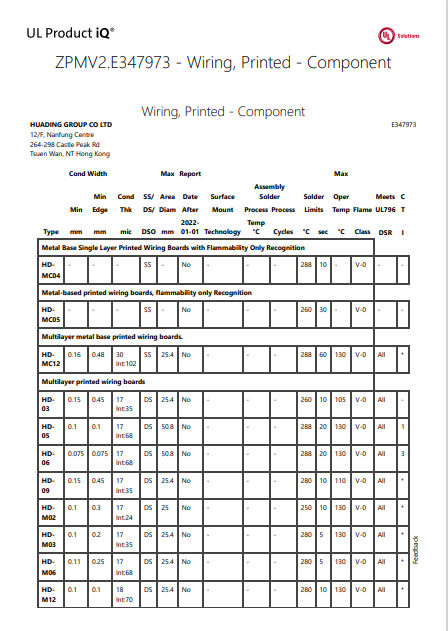 UL Product iQ®
UL Solutions
ZPMV2.E347973 - Wiring, Printed - Component
Wiring, Printed - Component
HUADING GROUP CO LTD E347973
12/F, Nanfung Centre
264-298 Castle Peak Rd
Tsuen Wan, NT Hong Kong
Cond Width Max Report Max
Assembly
Min Cond SS/ Area Date Surface Solder Solder Oper Meets C
Min Edge Thk DS/ Diam After Mount Process Process Limits Temp Flame UL796 T
2022- Temp
Type mm mm mic DSO mm 01-01 Technology °C Cycles °C sec °C Class DSR I
Metal Base Single Layer Printed Wiring Boards with Flammability Only Recognition
HD-MC04 - - - SS - No - - - 288 10 - V-0 - -
Metal-based printed wiring boards, flammability only Recognition
HD-MC05 - - - SS - No - - - 260 30 - V-0 - -
Multilayer metal base printed wiring boards.
HD-MC12 0.16 0.48 30 Int:102 SS 25.4 No - - - 288 60 130 V-0 All *
Multilayer printed wiring boards
HD-03 0.15 0.45 17 Int:35 DS 25.4 No - - - 260 10 105 V-0 All -
HD-05 0.1 0.1 17 Int:68 DS 50.8 No - - - 288 20 130 V-0 All 1
HD-06 0.075 0.075 17 Int:68 DS 50.8 No - - - 288 20 130 V-0 All 3
HD-09 0.15 0.45 17 Int:35 DS 25.4 No - - - 280 10 110 V-0 All *
HD-M02 0.1 0.3 17 Int:24 DS 25 No - - - 250 10 130 V-0 All *
HD-M03 0.1 0.2 17 Int:35 DS 25.4 No - - - 280 5 130 V-0 All *
HD-M06 0.11 0.25 17 Int:68 DS 25.4 No - - - 280 5 130 V-0 All *
HD-M12 0.1 0.1 18 Int:70 DS 25.4 No - - - 280 10 130 V-0 All *
Feedback